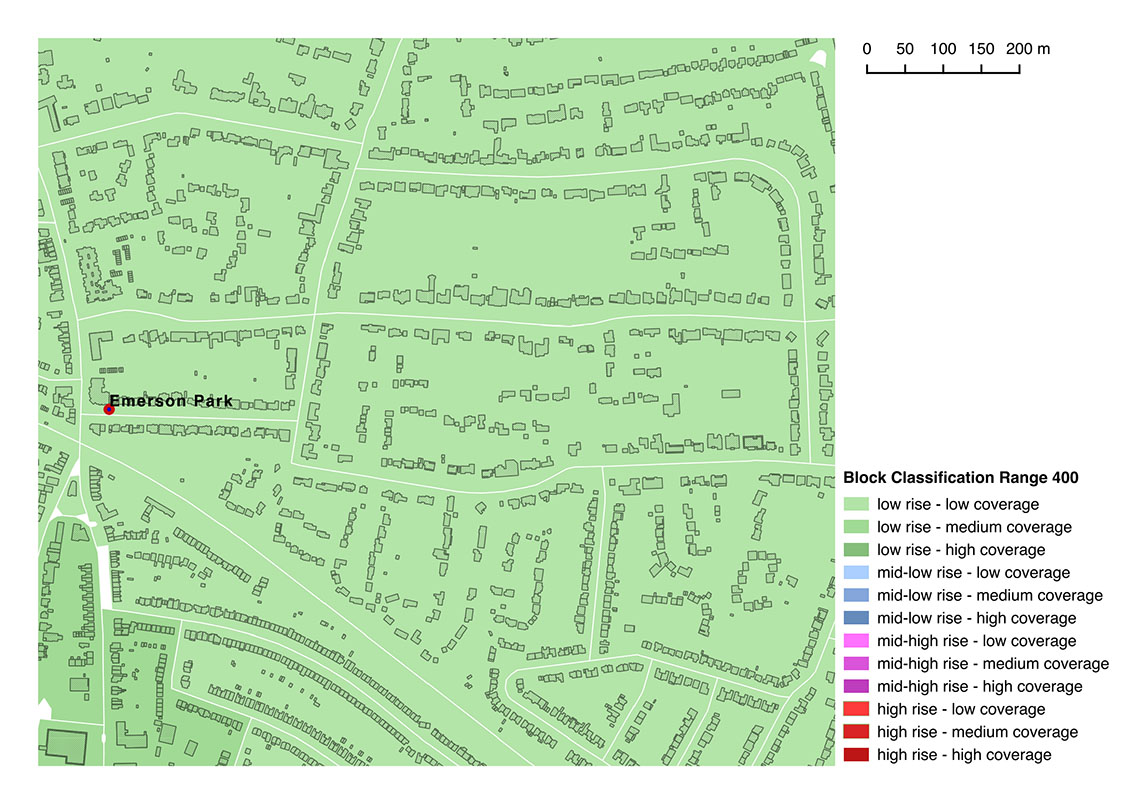 0 50 100 150 200 m
Emerson Park
Block Classification Range 400
low rise - low coverage
low rise - medium coverage
low rise - high coverage
mid-low rise - low coverage
mid-low rise - medium coverage
mid-low rise - high coverage
mid-high rise - low coverage
mid-high rise - medium coverage
mid-high rise - high coverage
high rise - low coverage
high rise - medium coverage
high rise - high coverage